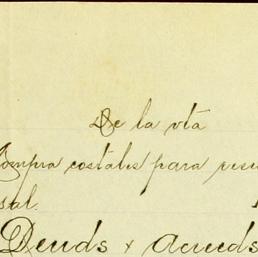 De la vta
Compra costales para
sal.
Deuds y acreeds